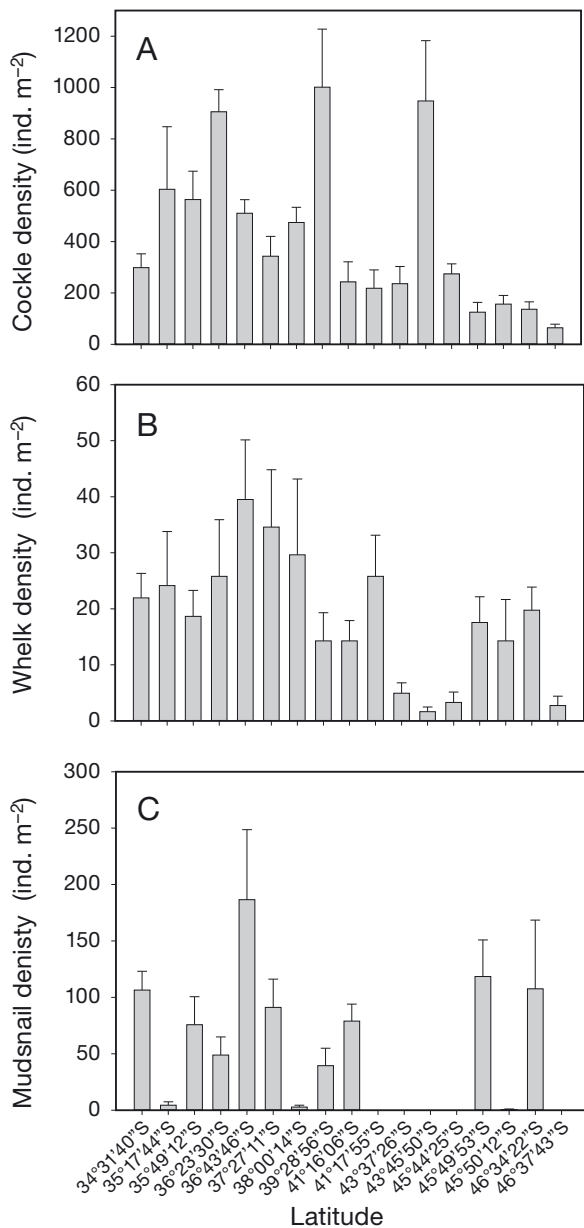 A
Cockle density (ind. m⁻²)
1200
1000
800
600
400
200
0
B
Whelk density (ind. m⁻²)
60
50
40
30
20
10
0
C
Mudsnail denisty (ind. m⁻²)
300
250
200
150
100
50
0
34°31’40”S
35°17’44”S
35°49’12”S
36°23’30”S
36°43’46”S
37°27’11”S
38°00’14”S
39°28’56”S
41°16’06”S
41°17’55”S
43°37’26”S
43°45’50”S
45°44’25”S
45°49’53”S
45°50’12”S
46°34’22”S
46°37’43”S
Latitude